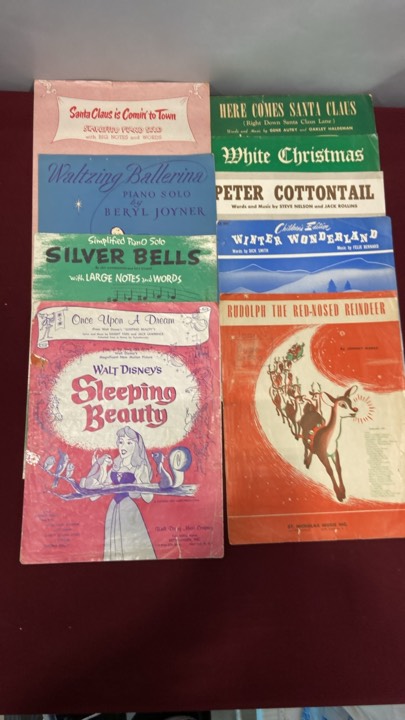 Santa Claus is Comin' to Town
SIMPLIFIED PIANO SOLO
with BIG NOTES and WORDS
Waltzing Ballerina
PIANO SOLO
by
BERYL JOYNER
Simplified PIANO Solo
SILVER BELLS
with LARGE NOTES and WORDS
Once Upon A Dream
WALT DISNEY'S
Sleeping
Beauty
HERE COMES SANTA CLAUS
(Right Down Santa Claus Lane)
Words and Music by GENE AUTRY and OAKLEY HALDEMAN
White Christmas
PETER COTTONTAIL
Words and Music by STEVE NELSON and JACK ROLLINS
Children's Edition
WINTER WONDERLAND
Words by DICK SMITH
Music by FELIX BERNARD
RUDOLPH THE RED-NOSED REINDEER
ST. NICHOLAS MUSIC INC.